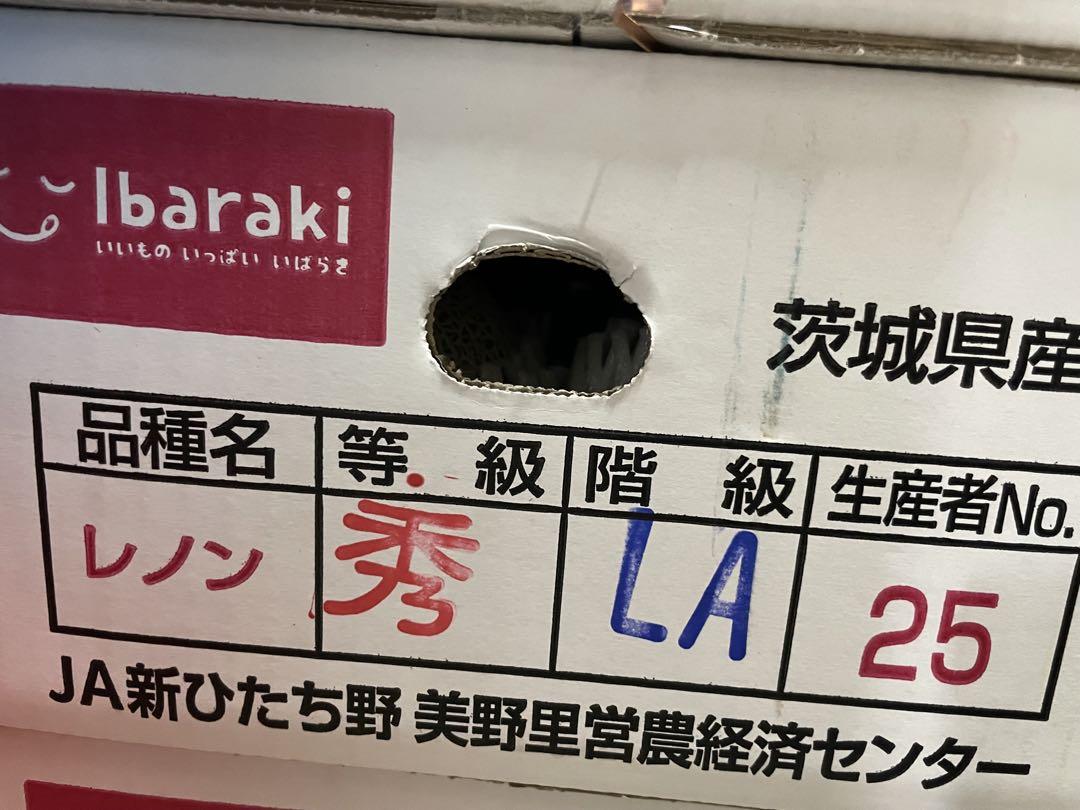 Ibaraki
いいもの いっぱい いばらき
茨城県産
品種名 等級 階級 生産者No.
レノン 秀 LA 25
JA新ひたち野 美野里営農経済センター